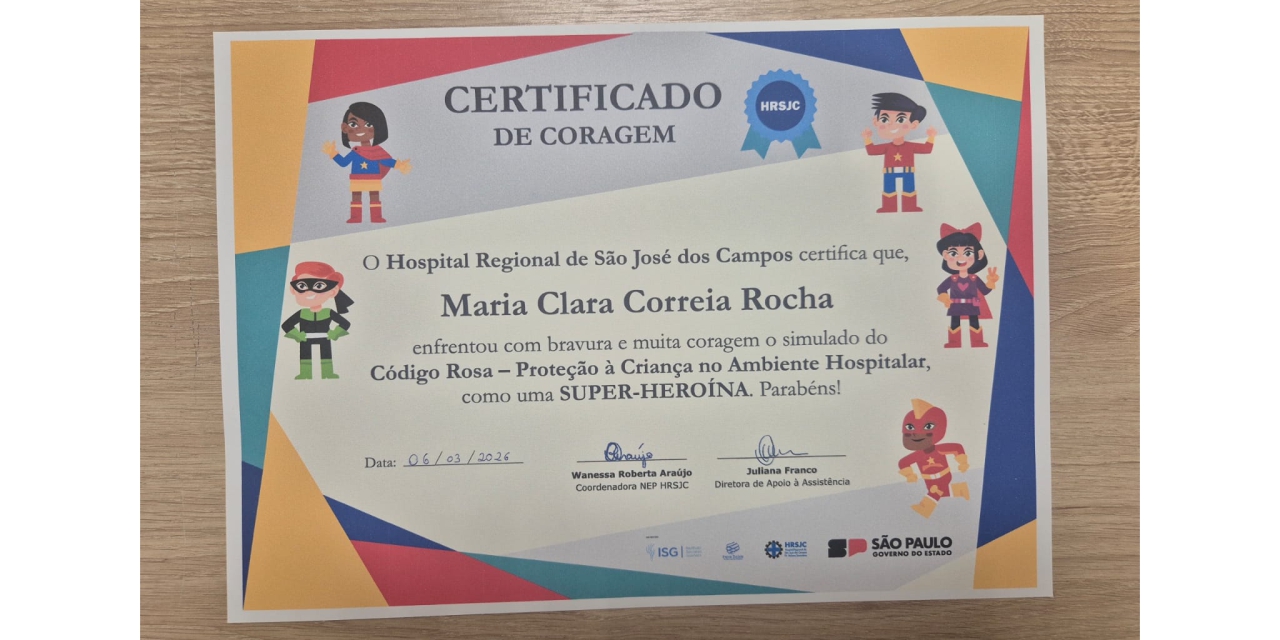 CERTIFICADO
DE CORAGEM
HRSJC
O Hospital Regional de São José dos Campos certifica que,
Maria Clara Correia Rocha
enfrentou com bravura e muita coragem o simulado do
Código Rosa – Proteção à Criança no Ambiente Hospitalar,
como uma SUPER-HEROÍNA. Parabéns!
Data: 06/03/2026
Wanessa Roberta Araújo
Coordenadora NEP HRSJC
Juliana Franco
Diretora de Apoio à Assistência
ISG
HRSJC
SP
SÃO PAULO
GOVERNO DO ESTADO